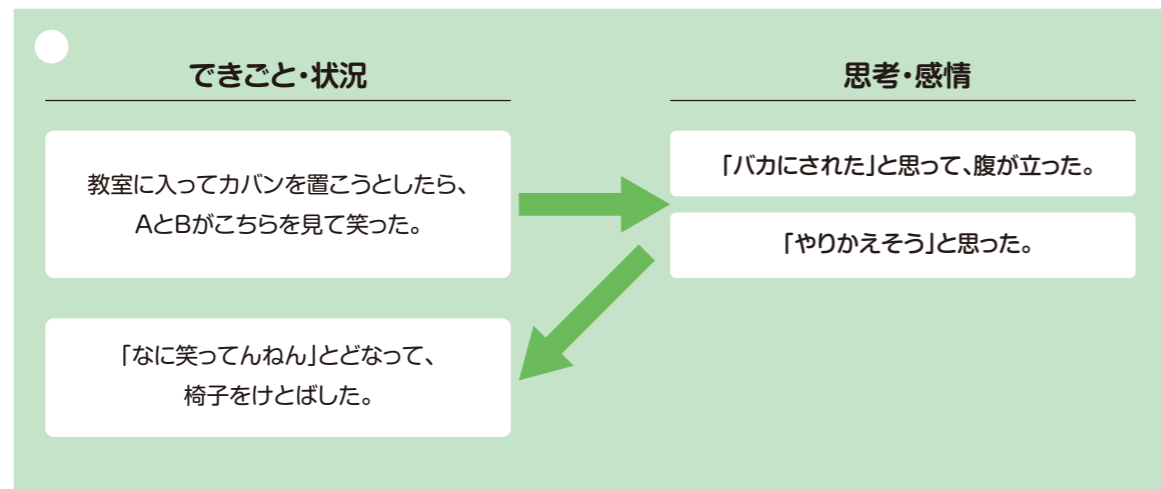 できごと・状況
思考・感情
教室に入ってカバンを置こうとしたら、
AとBがこちらを見て笑った。
「バカにされた」と思って、腹が立った。
「やりかえそう」と思った。
「なに笑ってんねん」とどなって、
椅子をけとばした。